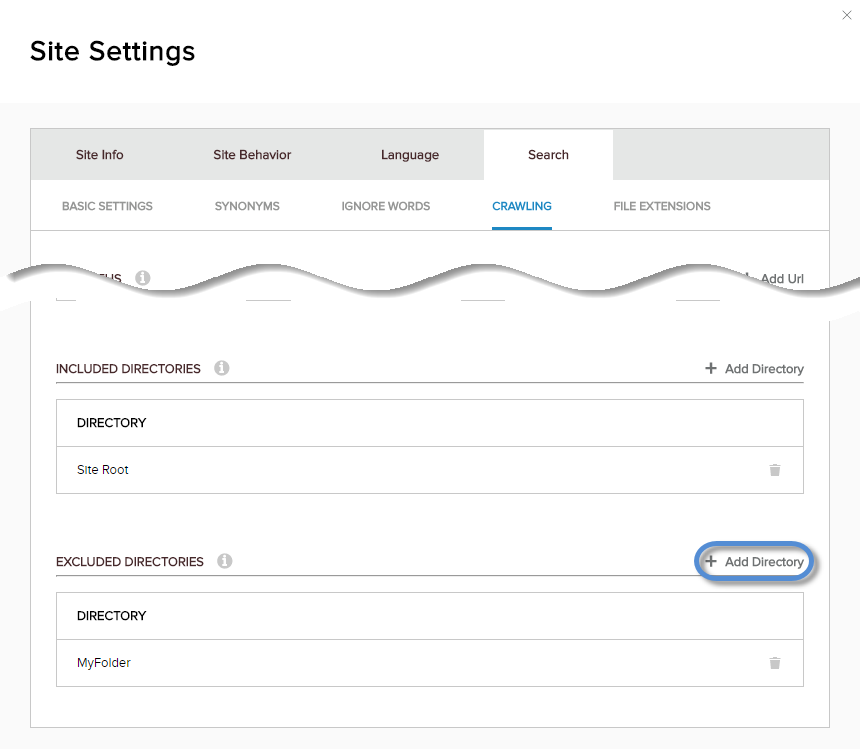 Site Settings
Site Info Site Behavior Language Search
BASIC SETTINGS SYNONYMS IGNORE WORDS CRAWLING FILE EXTENSIONS
Add Url
INCLUDED DIRECTORIES + Add Directory
DIRECTORY
Site Root
EXCLUDED DIRECTORIES + Add Directory
DIRECTORY
MyFolder